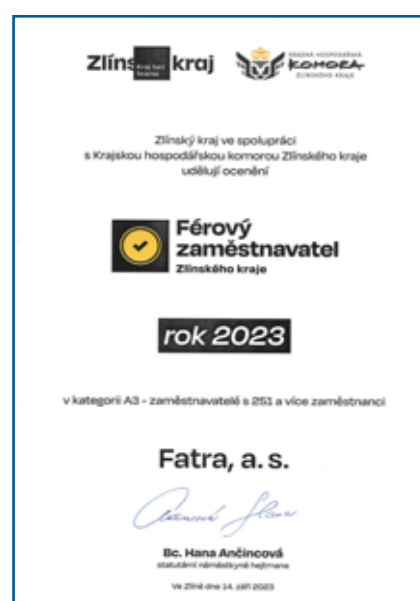 Zlínský kraj
KRAJSKÁ HOSPODÁŘSKÁ
KOMORA
ZLÍNSKÉHO KRAJE
Zlínský kraj ve spolupráci
s Krajskou hospodářskou komorou Zlínského kraje
udělují ocenění
Férový
zaměstnavatel
Zlínského kraje
rok 2023
v kategorii A3 - zaměstnavatelé s 251 a více zaměstnanci
Fatra, a. s.
Bc. Hana Ančincová
statutární náměstkyně hejtmana
Ve Zlíně dne 14. září 2023